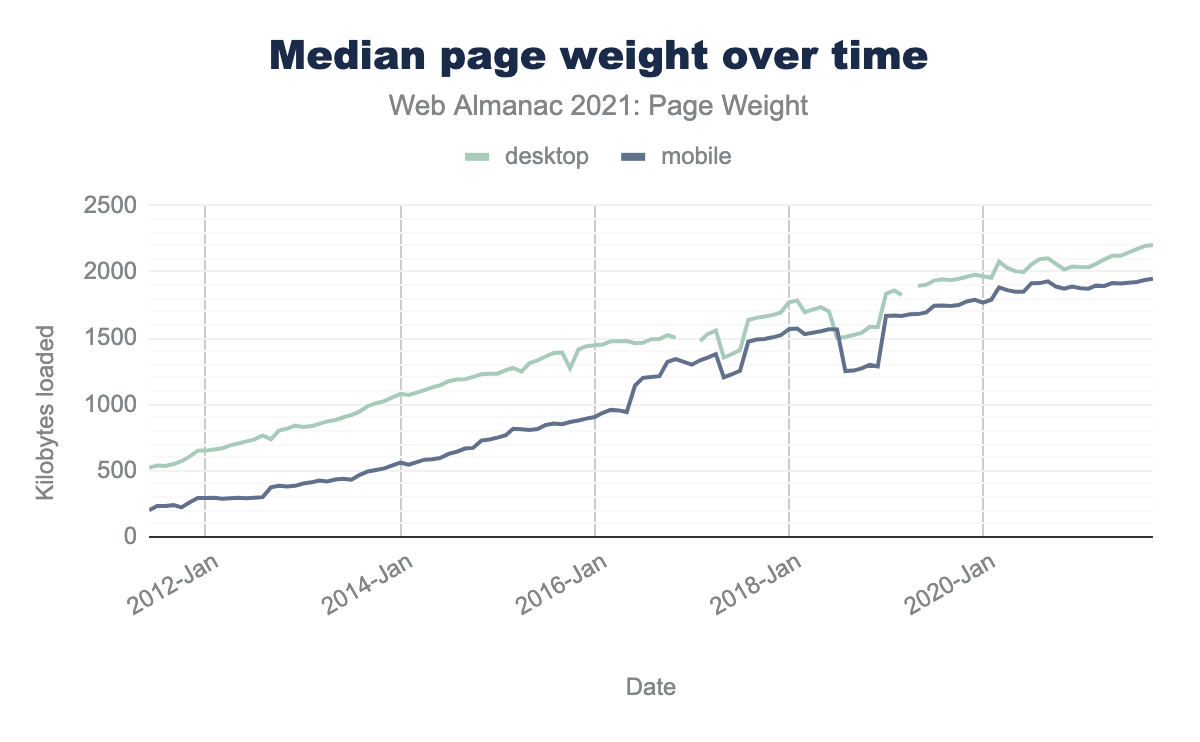 Median page weight over time
Web Almanac 2021: Page Weight
desktop mobile
2500
2000
1500
1000
500
0
Kilobytes loaded
2012-Jan 2014-Jan 2016-Jan 2018-Jan 2020-Jan
Date